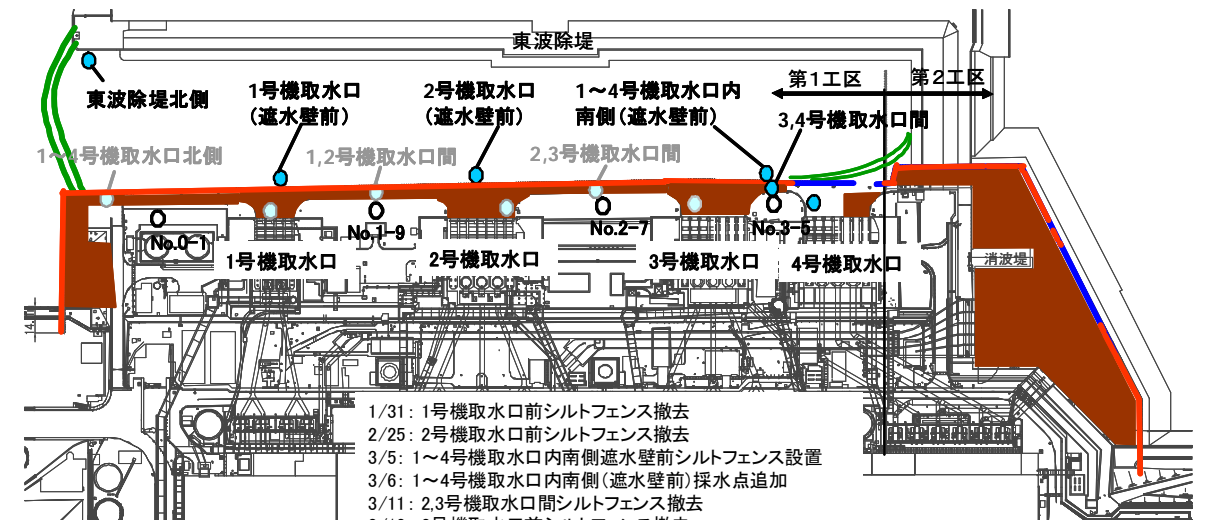 東波除堤
第1工区
第2工区
東波除堤北側
1号機取水口
(遮水壁前)
2号機取水口
(遮水壁前)
1～4号機取水口内
南側(遮水壁前)
3,4号機取水口間
1～4号機取水口北側
1,2号機取水口間
2,3号機取水口間
No.0-1
No.1-9
No.2-7
No.3-5
1号機取水口
2号機取水口
3号機取水口
4号機取水口
消波堤
1/31: 1号機取水口前シルトフェンス撤去
2/25: 2号機取水口前シルトフェンス撤去
3/5: 1～4号機取水口内南側遮水壁前シルトフェンス設置
3/6: 1～4号機取水口内南側(遮水壁前)採水点追加
3/11: 2,3号機取水口間シルトフェンス撤去